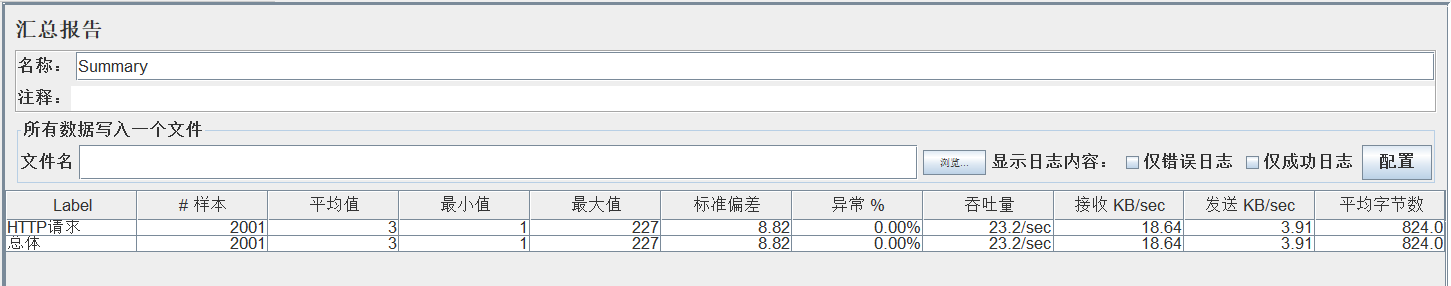 汇总报告
名称： Summary
注释：
所有数据写入一个文件
文件名 浏览... 显示日志内容： 仅错误日志 仅成功日志 配置
Label # 样本 平均值 最小值 最大值 标准偏差 异常 % 吞吐量 接收 KB/sec 发送 KB/sec 平均字节数
HTTP请求 2001 3 1 227 8.82 0.00% 23.2/sec 18.64 3.91 824.0
总体 2001 3 1 227 8.82 0.00% 23.2/sec 18.64 3.91 824.0